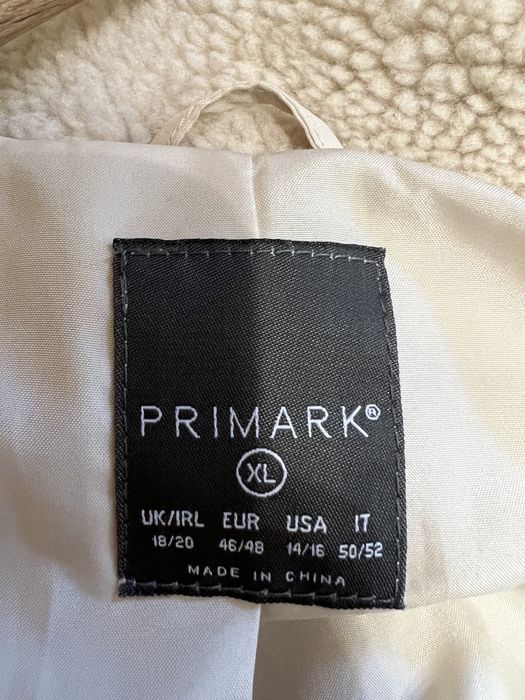 PRIMARK®
XL
UK/IRL EUR USA IT
18/20 46/48 14/16 50/52
MADE IN CHINA